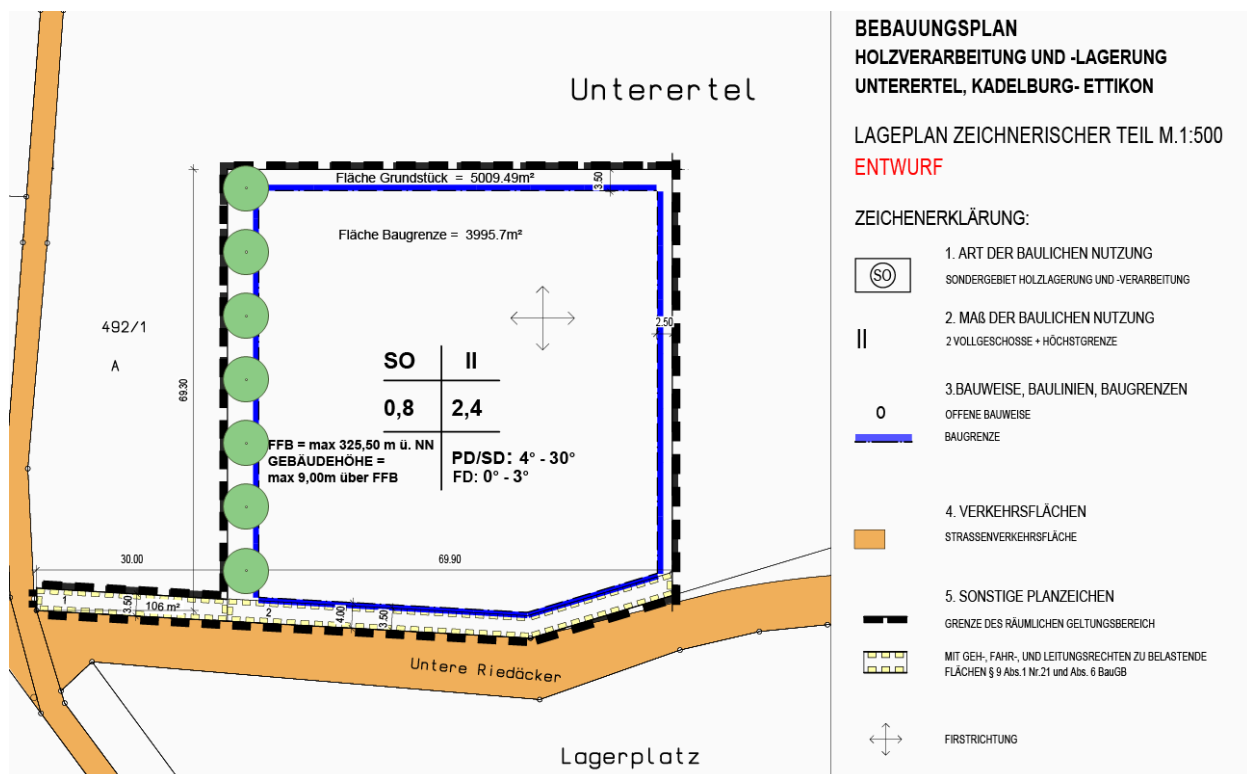 Unterertel
Fläche Grundstück = 5009.49m²
3.50
Fläche Baugrenze = 3995.7m²
492/1
A
2.50
69.30
SO II
0,8 2,4
FFB = max 325,50 m ü. NN
GEBÄUDEHÖHE =
max 9,00m über FFB
PD/SD: 4° - 30°
FD: 0° - 3°
30.00
69.90
1
3.50
106 m²
2
4.00
3.50
Untere Riedäcker
Lagerplatz
BEBAUUNGSPLAN
HOLZVERARBEITUNG UND -LAGERUNG
UNTERERTEL, KADELBURG- ETTIKON
LAGEPLAN ZEICHNERISCHER TEIL M.1:500
ENTWURF
ZEICHENERKLÄRUNG:
SO
1. ART DER BAULICHEN NUTZUNG
SONDERGEBIET HOLZLAGERUNG UND -VERARBEITUNG
II
2. MAß DER BAULICHEN NUTZUNG
2 VOLLGESCHOSSE + HÖCHSTGRENZE
3.BAUWEISE, BAULINIEN, BAUGRENZEN
o
OFFENE BAUWEISE
BAUGRENZE
4. VERKEHRSFLÄCHEN
STRASSENVERKEHRSFLÄCHE
5. SONSTIGE PLANZEICHEN
GRENZE DES RÄUMLICHEN GELTUNGSBEREICH
MIT GEH-, FAHR-, UND LEITUNGSRECHTEN ZU BELASTENDE
FLÄCHEN § 9 Abs.1 Nr.21 und Abs. 6 BauGB
FIRSTRICHTUNG